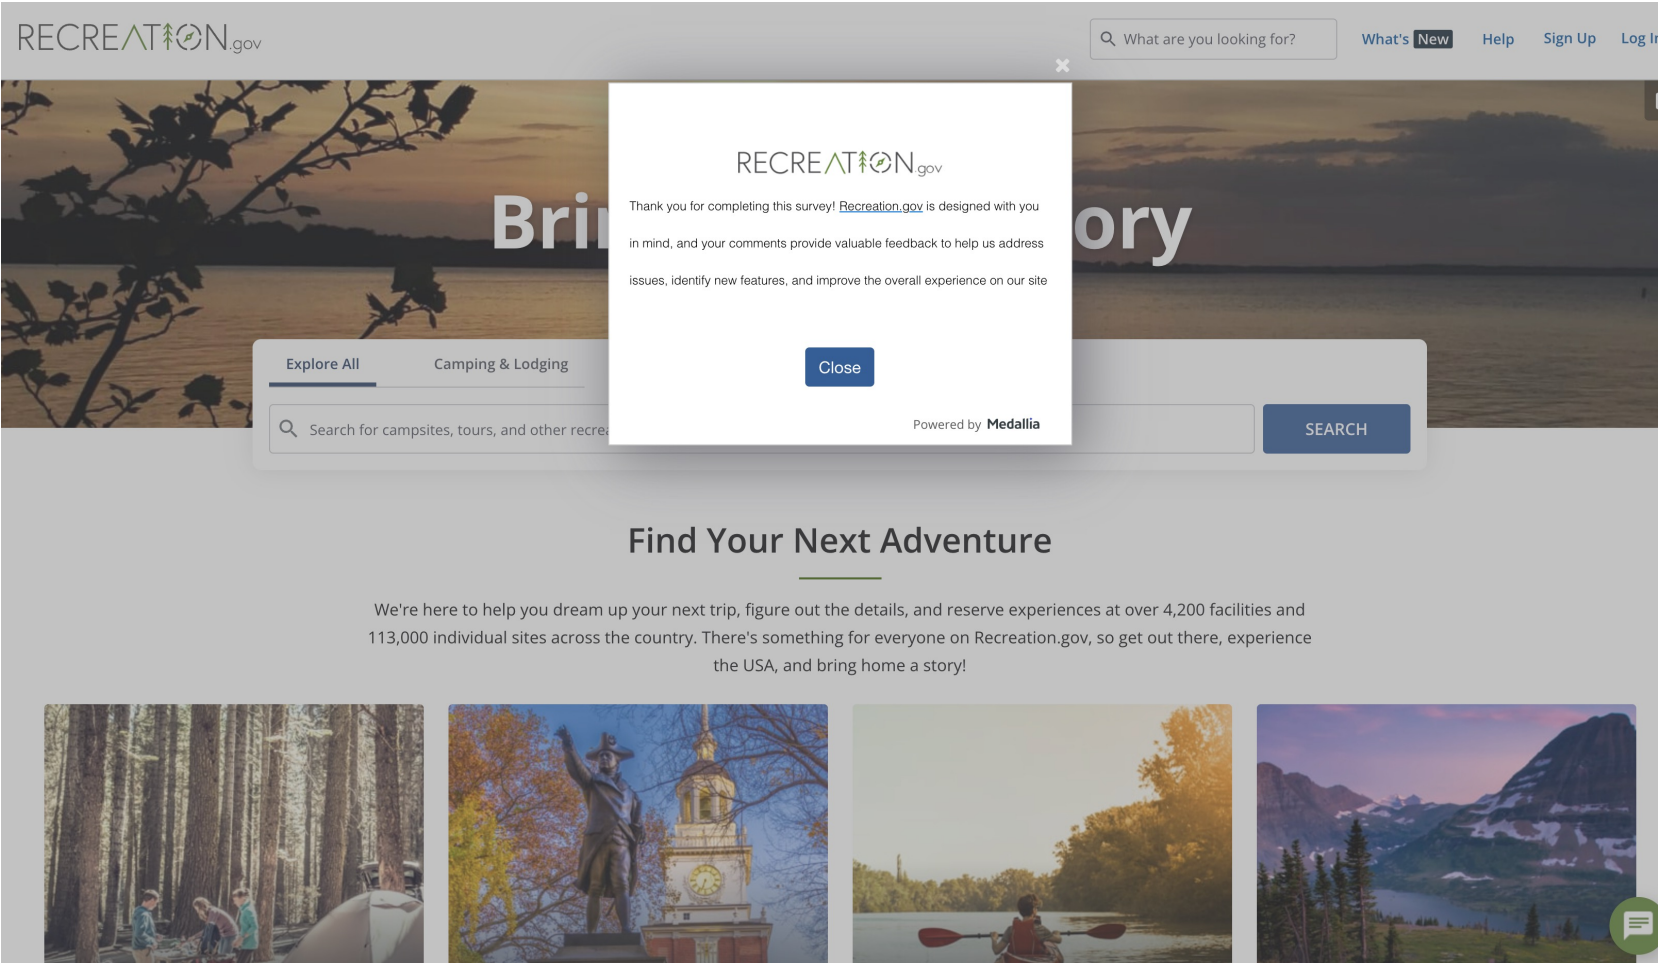 RECREATION.gov
What are you looking for?
What's New
Help
Sign Up
Log In
RECREATION.gov
Thank you for completing this survey! Recreation.gov is designed with you
in mind, and your comments provide valuable feedback to help us address
issues, identify new features, and improve the overall experience on our site
Close
Powered by Medallia
Bri
ory
Explore All
Camping & Lodging
Search for campsites, tours, and other recrea
SEARCH
Find Your Next Adventure
We're here to help you dream up your next trip, figure out the details, and reserve experiences at over 4,200 facilities and
113,000 individual sites across the country. There's something for everyone on Recreation.gov, so get out there, experience
the USA, and bring home a story!